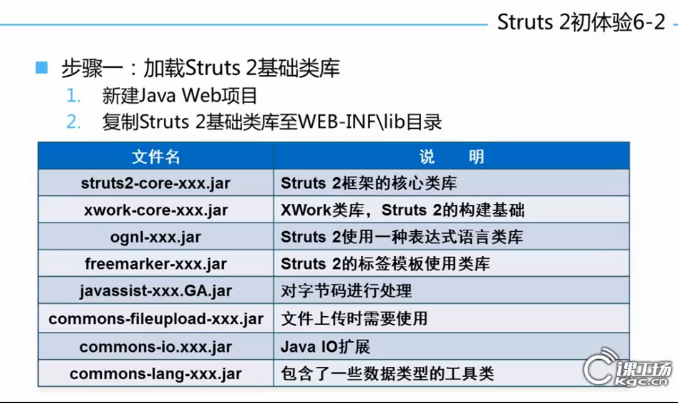 Struts 2初体验6-2
步骤一：加载Struts 2基础类库
1. 新建Java Web项目
2. 复制Struts 2基础类库至WEB-INF\lib目录
文件名 说 明
struts2-core-xxx.jar Struts 2框架的核心类库
xwork-core-xxx.jar XWork类库，Struts 2的构建基础
ognl-xxx.jar Struts 2使用一种表达式语言类库
freemarker-xxx.jar Struts 2的标签模板使用类库
javassist-xxx.GA.jar 对字节码进行处理
commons-fileupload-xxx.jar 文件上传时需要使用
commons-io.xxx.jar Java IO扩展
commons-lang-xxx.jar 包含了一些数据类型的工具类
课工场
kgc.cn